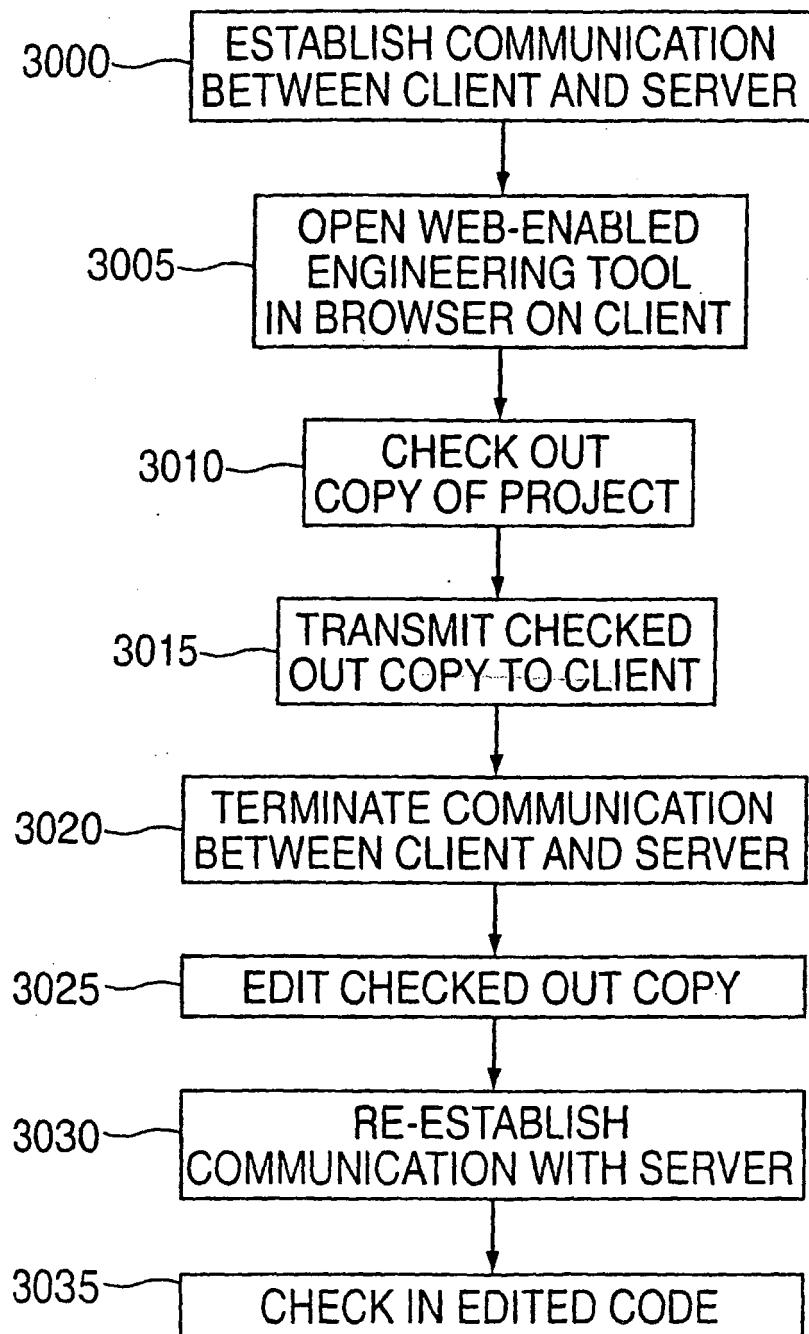 3000
ESTABLISH COMMUNICATION
BETWEEN CLIENT AND SERVER
3005
OPEN WEB-ENABLED
ENGINEERING TOOL
IN BROWSER ON CLIENT
3010
CHECK OUT
COPY OF PROJECT
3015
TRANSMIT CHECKED
OUT COPY TO CLIENT
3020
TERMINATE COMMUNICATION
BETWEEN CLIENT AND SERVER
3025
EDIT CHECKED OUT COPY
3030
RE-ESTABLISH
COMMUNICATION WITH SERVER
3035
CHECK IN EDITED CODE